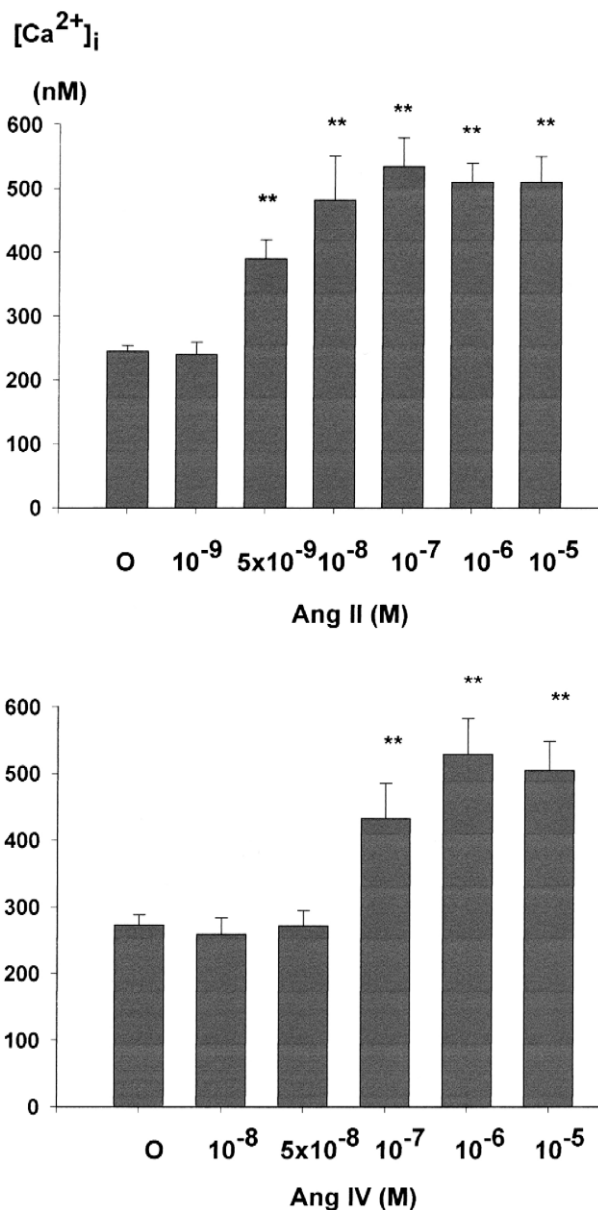 [Ca²⁺]ᵢ
(nM)
600
** ** ** **
500
**
400
300
200
100
0
O 10⁻⁹ 5x10⁻⁹ 10⁻⁸ 10⁻⁷ 10⁻⁶ 10⁻⁵
Ang II (M)
600
** ** **
500
400
300
200
100
0
O 10⁻⁸ 5x10⁻⁸ 10⁻⁷ 10⁻⁶ 10⁻⁵
Ang IV (M)